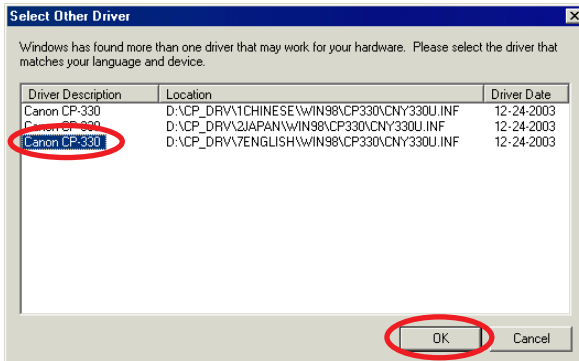 Select Other Driver
Windows has found more than one driver that may work for your hardware. Please select the driver that
matches your language and device.
Driver Description Location Driver Date
Canon CP-330 D:\CP_DRV\1CHINESE\WIN98\CP330\CNY330U.INF 12-24-2003
Canon CP-330 D:\CP_DRV\2JAPAN\WIN98\CP330\CNY330U.INF 12-24-2003
Canon CP-330 D:\CP_DRV\7ENGLISH\WIN98\CP330\CNY330U.INF 12-24-2003
OK Cancel